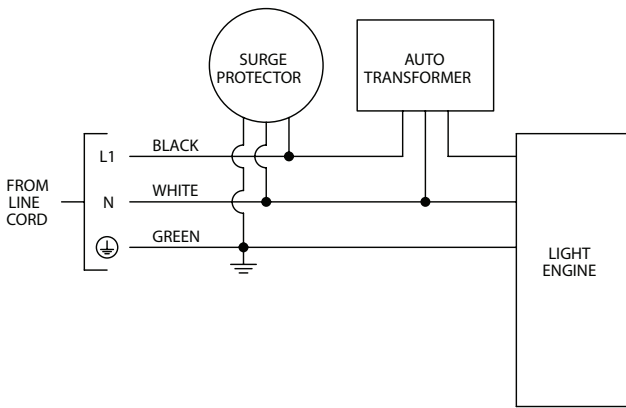 SURGE
PROTECTOR
AUTO
TRANSFORMER
BLACK
L1
FROM
LINE
CORD
WHITE
N
GREEN
LIGHT
ENGINE